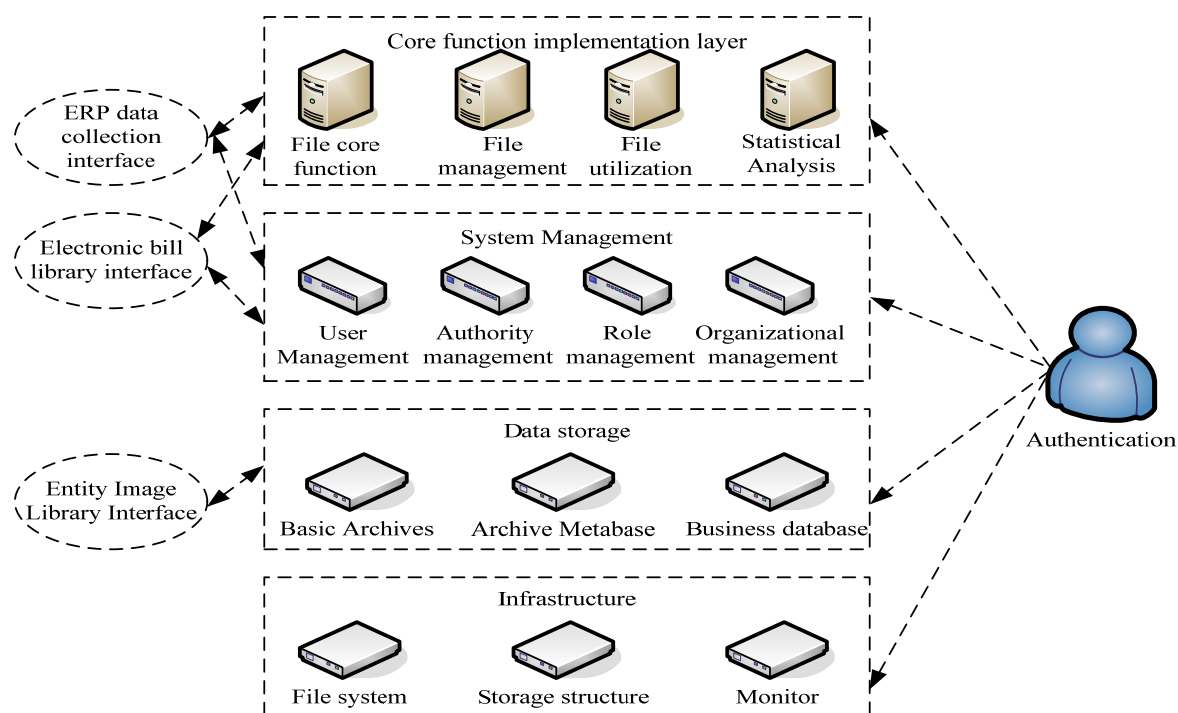 Core function implementation layer
File core
function
File
management
File
utilization
Statistical
Analysis
ERP data
collection
interface
Electronic bill
library interface
System Management
User
Management
Authority
management
Role
management
Organizational
management
Authentication
Data storage
Basic Archives
Archive Metabase
Business database
Entity Image
Library Interface
Infrastructure
File system
Storage structure
Monitor